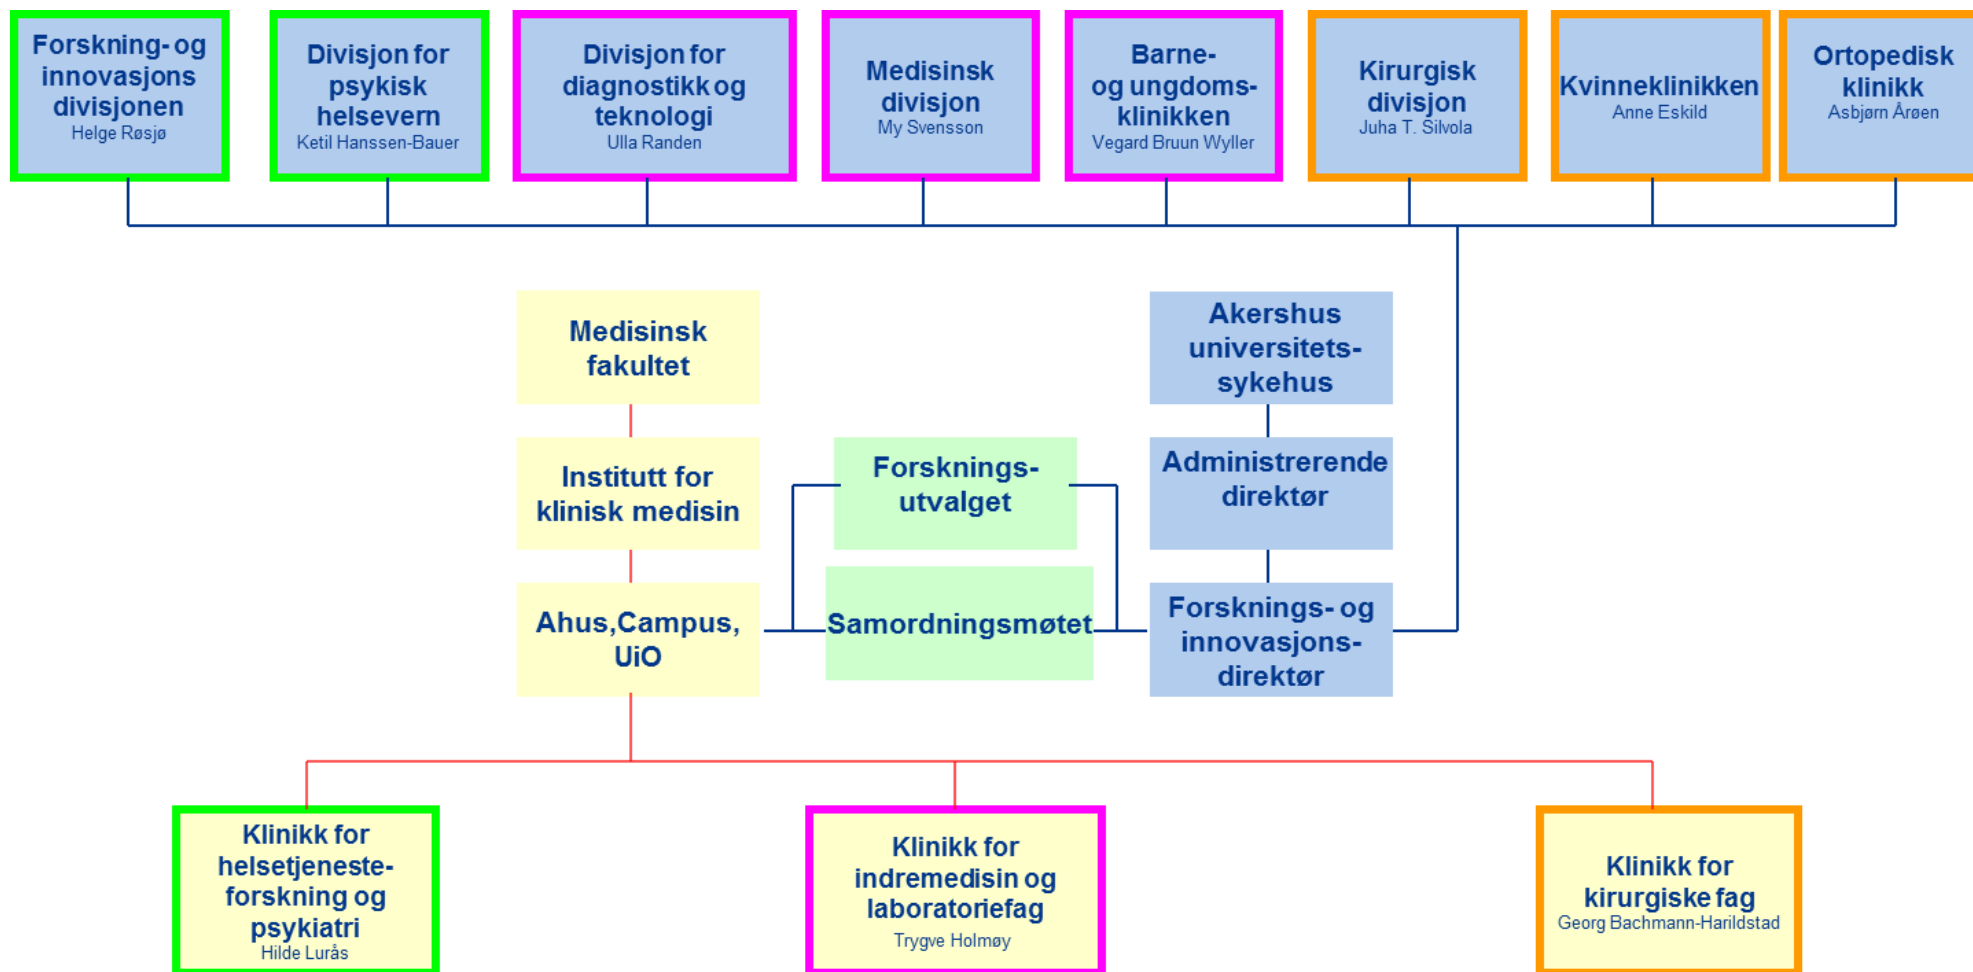 Forskning- og
innovasjons
divisjonen
Helge Røsjø
Divisjon for
psykisk
helsevern
Ketil Hanssen-Bauer
Divisjon for
diagnostikk og
teknologi
Ulla Randen
Medisinsk
divisjon
My Svensson
Barne-
og ungdoms-
klinikken
Vegard Bruun Wyller
Kirurgisk
divisjon
Juha T. Silvola
Kvinneklinikken
Anne Eskild
Ortopedisk
klinikk
Asbjørn Årøen
Medisinsk
fakultet
Akershus
universitets-
sykehus
Institutt for
klinisk medisin
Forsknings-
utvalget
Administrerende
direktør
Ahus,Campus,
UiO
Samordningsmøtet
Forsknings- og
innovasjons-
direktør
Klinikk for
helsetjeneste-
forskning og
psykiatri
Hilde Lurås
Klinikk for
indremedisin og
laboratoriefag
Trygve Holmøy
Klinikk for
kirurgiske fag
Georg Bachmann-Harildstad